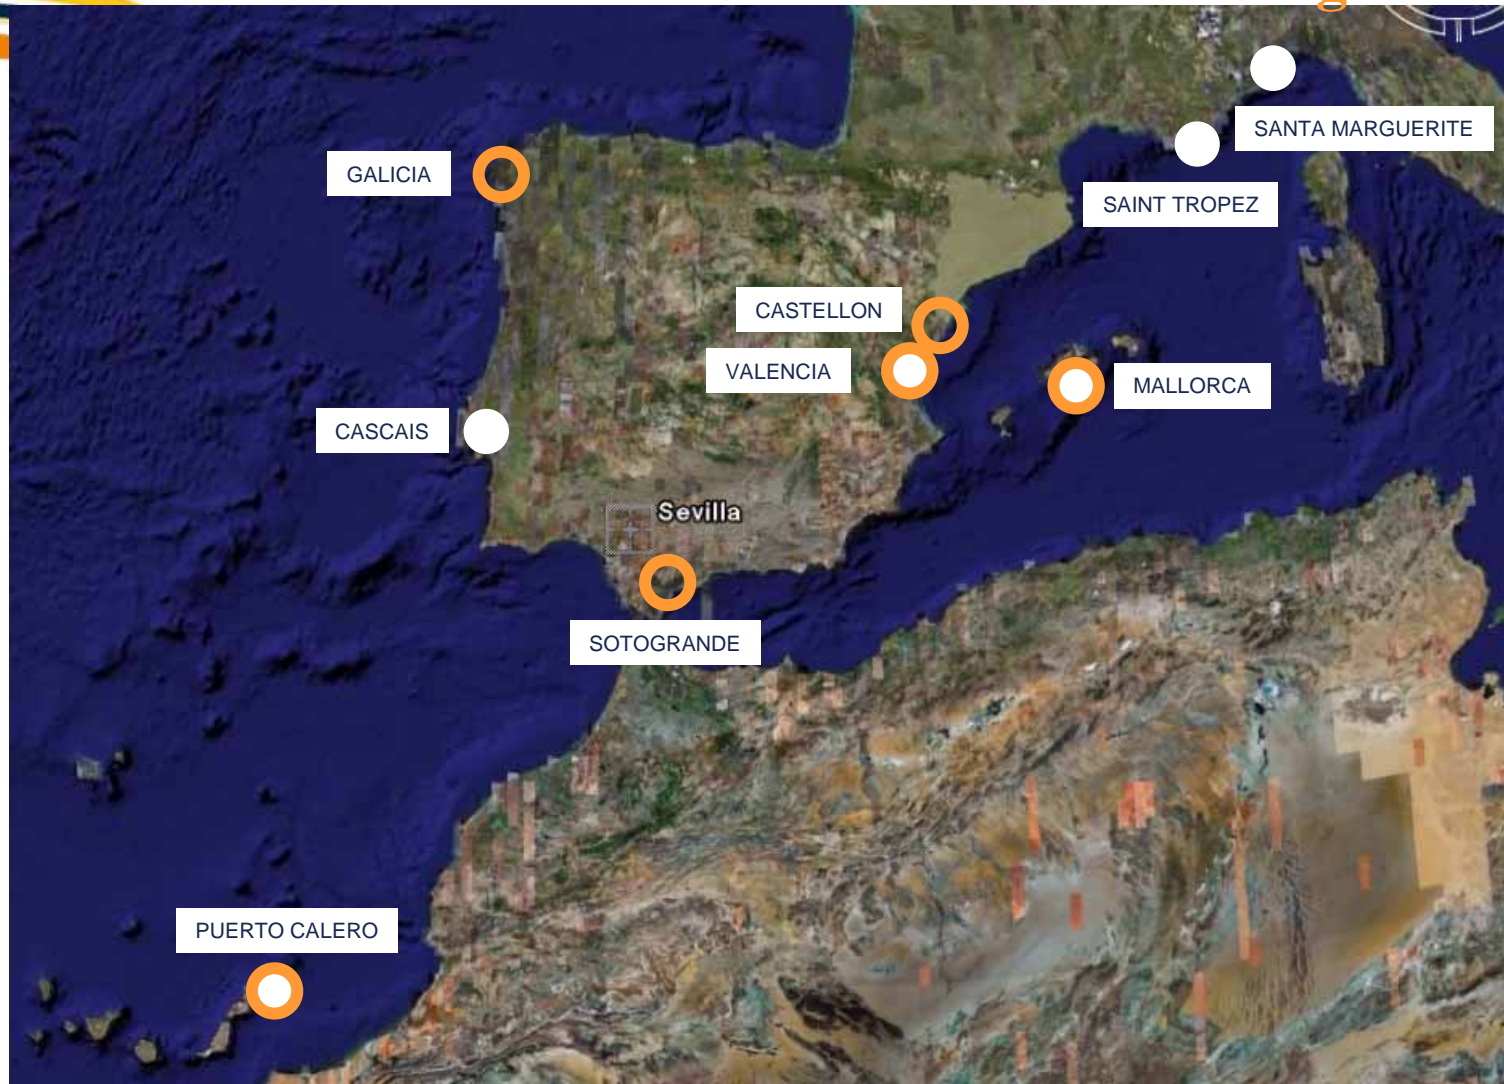 SANTA MARGUERITE
GALICIA
SAINT TROPEZ
CASTELLON
VALENCIA
MALLORCA
CASCAIS
Sevilla
SOTOGRANDE
PUERTO CALERO